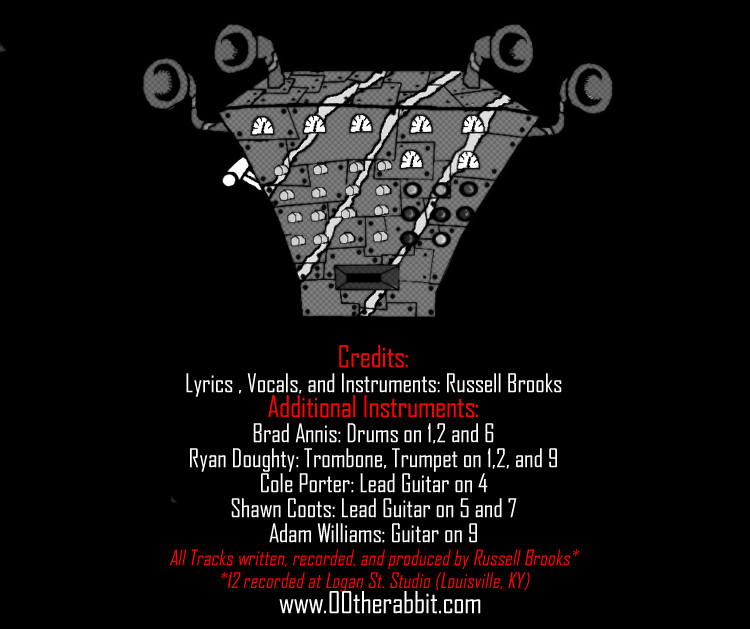 Credits:
Lyrics , Vocals, and Instruments: Russell Brooks
Additional Instruments:
Brad Annis: Drums on 1,2 and 6
Ryan Doughty: Trombone, Trumpet on 1,2, and 9
Cole Porter: Lead Guitar on 4
Shawn Coots: Lead Guitar on 5 and 7
Adam Williams: Guitar on 9
All Tracks written, recorded, and produced by Russell Brooks*
*12 recorded at Logan St. Studio (Louisville, KY)
www.00therabbit.com